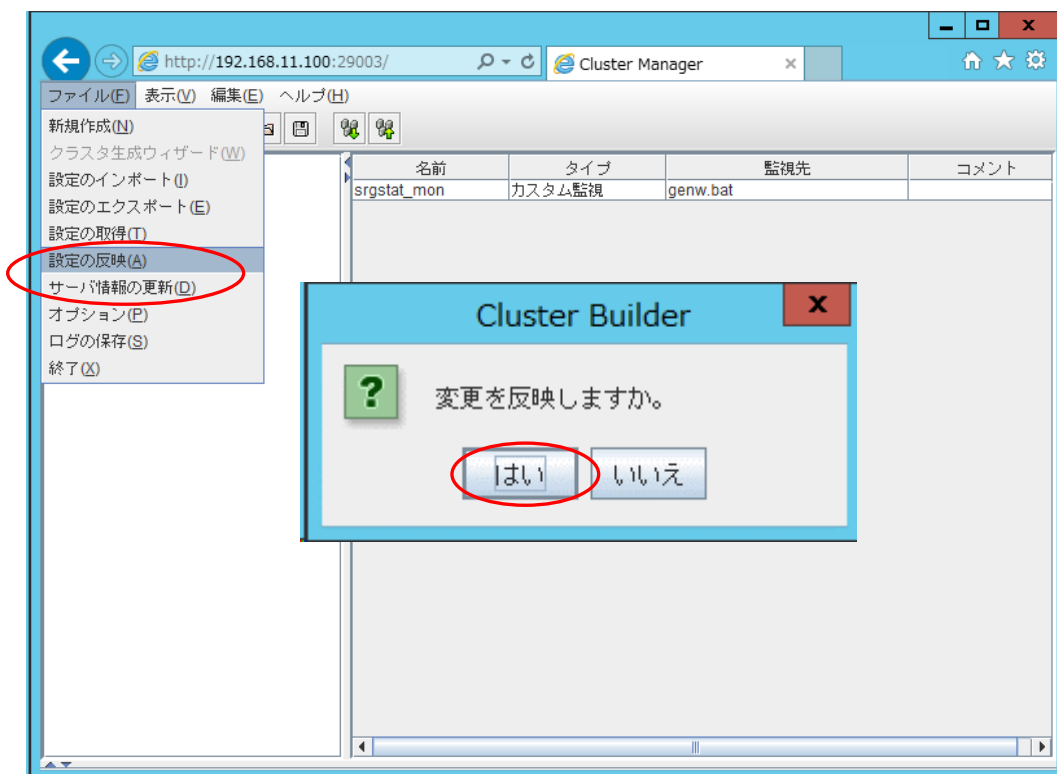 http://192.168.11.100:29003/
Cluster Manager
ファイル(F) 表示(V) 編集(E) ヘルプ(H)
新規作成(N)
クラスタ生成ウィザード(W)
設定のインポート(I)
設定のエクスポート(E)
設定の取得(T)
設定の反映(A)
サーバ情報の更新(D)
オプション(P)
ログの保存(S)
終了(X)
名前 タイプ 監視先 コメント
srgstat_mon カスタム監視 genw.bat
Cluster Builder
変更を反映しますか。
はい いいえ